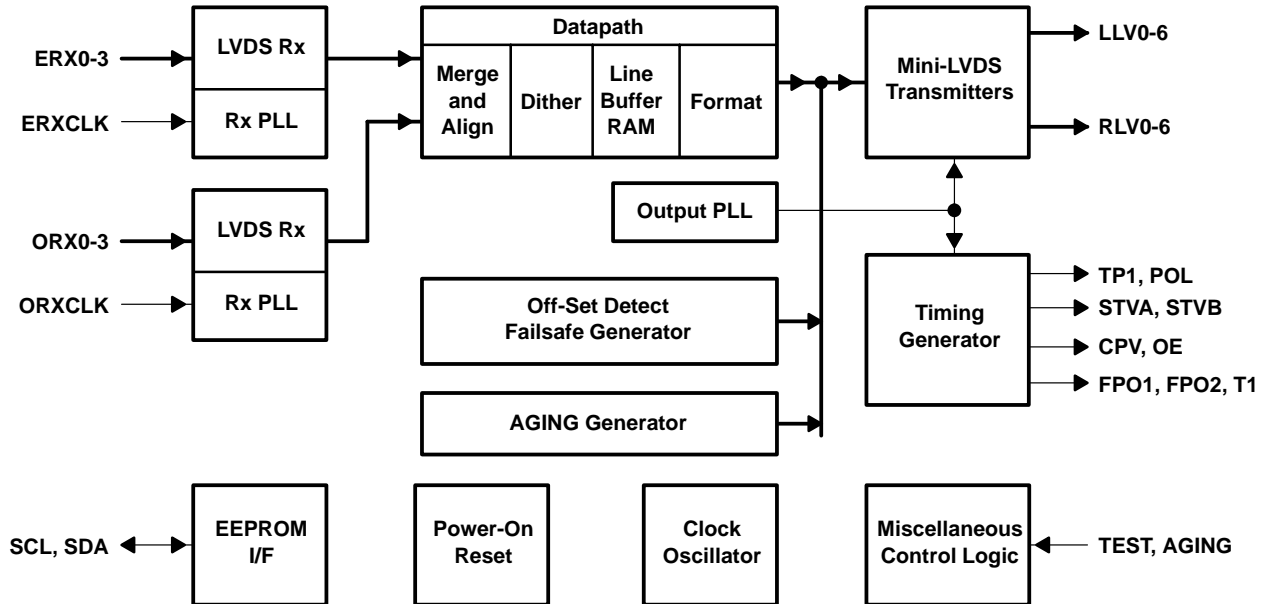 ERX0-3
LVDS Rx
ERXCLK
Rx PLL
Datapath
Merge
and
Align
Dither
Line
Buffer
RAM
Format
Mini-LVDS
Transmitters
LLV0-6
RLV0-6
ORX0-3
LVDS Rx
ORXCLK
Rx PLL
Output PLL
Off-Set Detect
Failsafe Generator
AGING Generator
Timing
Generator
TP1, POL
STVA, STVB
CPV, OE
FPO1, FPO2, T1
SCL, SDA
EEPROM
I/F
Power-On
Reset
Clock
Oscillator
Miscellaneous
Control Logic
TEST, AGING